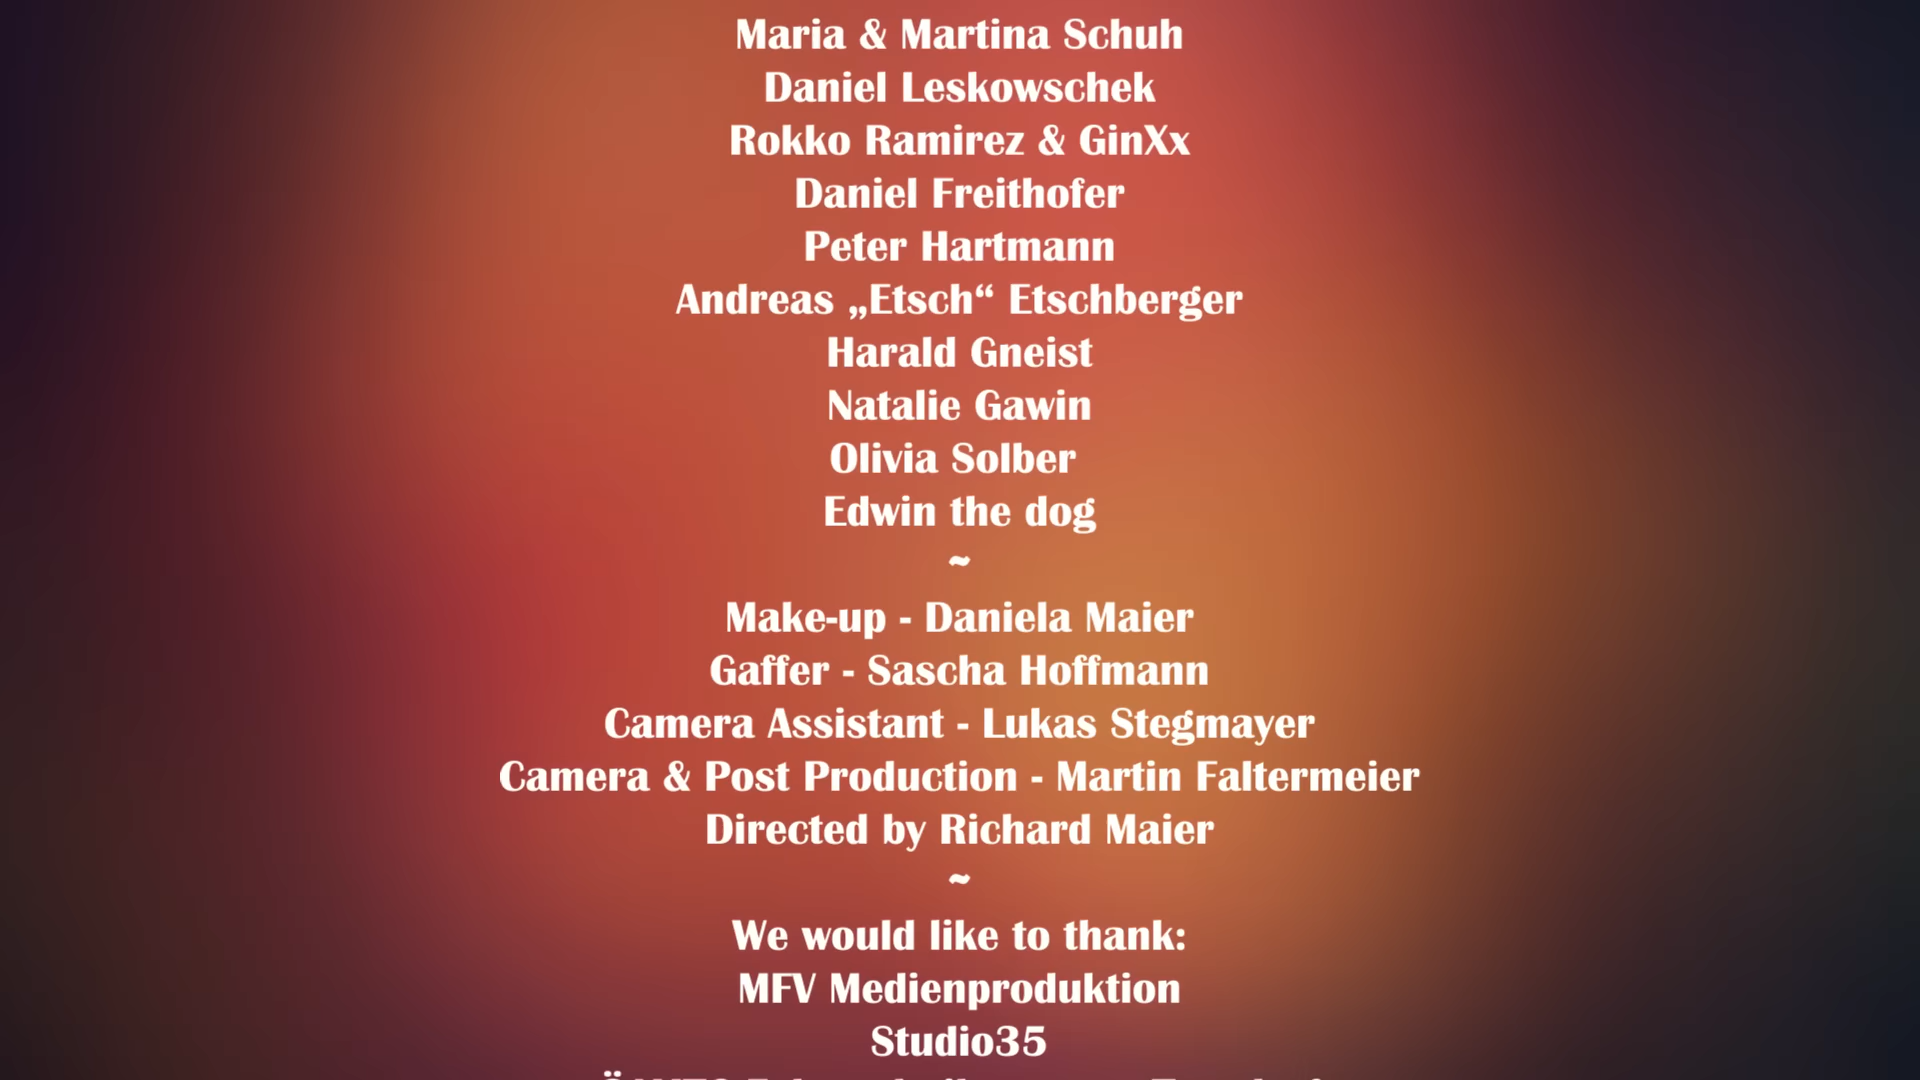 Maria & Martina Schuh
Daniel Leskowschek
Rokko Ramirez & GinXx
Daniel Freithofer
Peter Hartmann
Andreas „Etsch“ Etschberger
Harald Gneist
Natalie Gawin
Olivia Solber
Edwin the dog
~
Make-up - Daniela Maier
Gaffer - Sascha Hoffmann
Camera Assistant - Lukas Stegmayer
Camera & Post Production - Martin Faltermeier
Directed by Richard Maier
~
We would like to thank:
MFV Medienproduktion
Studio35